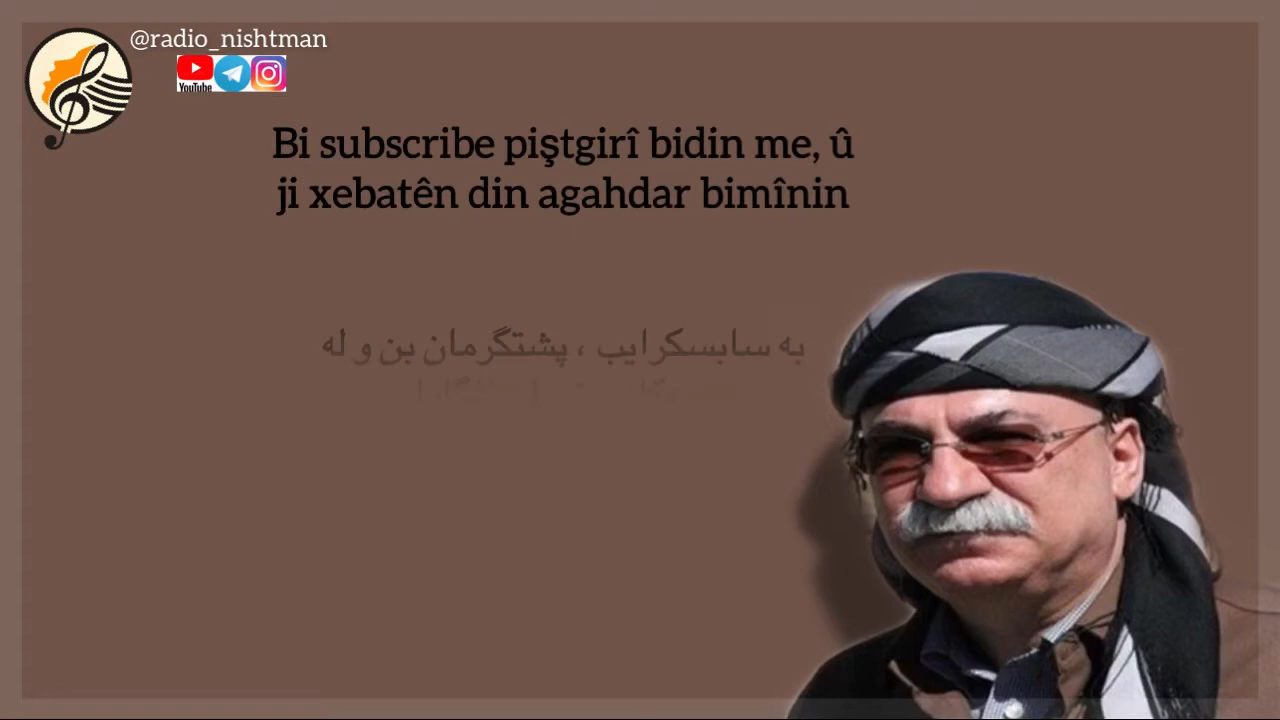 @radio_nishtman
YouTube
Bi subscribe piştgirî bidin me, û
ji xebatên din agahdar bimînin
به سابسکرایب ، پشتگرمان بن و له